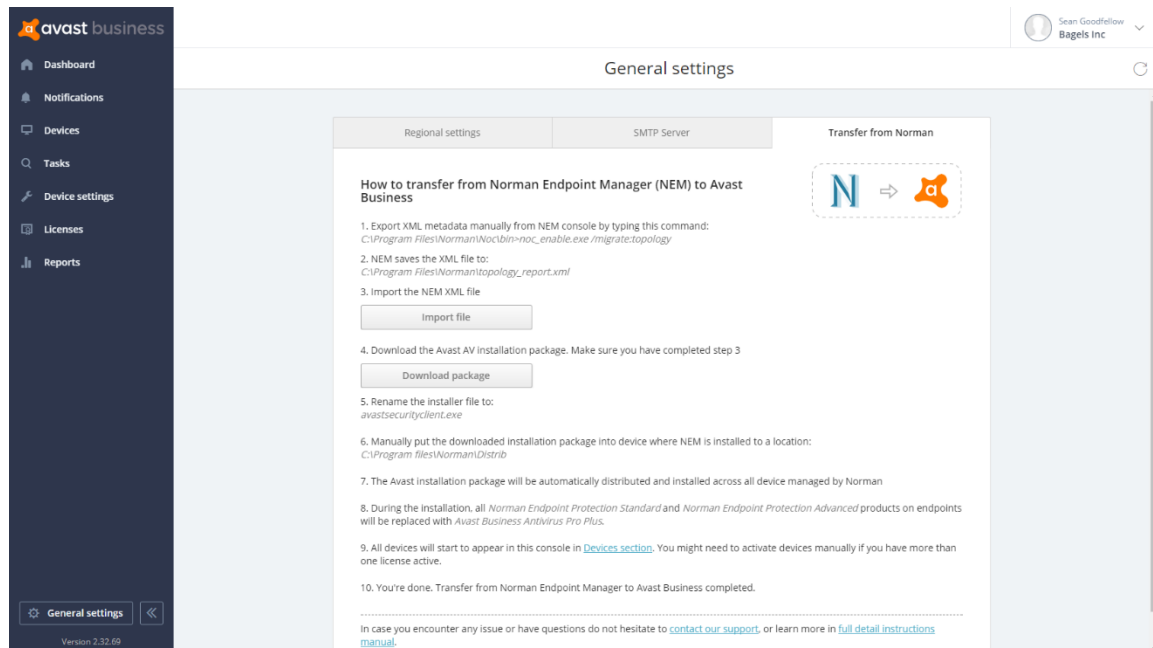 avast business
Sean Goodfellow
Bagels Inc
Dashboard
Notifications
Devices
Tasks
Device settings
Licenses
Reports
General settings
Version 2.32.69
General settings
Regional settings
SMTP Server
Transfer from Norman
How to transfer from Norman Endpoint Manager (NEM) to Avast
Business
N
a
1. Export XML metadata manually from NEM console by typing this command:
C:\Program Files\Norman\Noc\bin>noc_enable.exe /migrate:topology
2. NEM saves the XML file to:
C:\Program Files\Norman\topology_report.xml
3. Import the NEM XML file
Import file
4. Download the Avast AV installation package. Make sure you have completed step 3
Download package
5. Rename the installer file to:
avastsecurityclient.exe
6. Manually put the downloaded installation package into device where NEM is installed to a location:
C:\Program files\Norman\Distrib
7. The Avast installation package will be automatically distributed and installed across all device managed by Norman
8. During the installation, all Norman Endpoint Protection Standard and Norman Endpoint Protection Advanced products on endpoints
will be replaced with Avast Business Antivirus Pro Plus.
9. All devices will start to appear in this console in Devices section. You might need to activate devices manually if you have more than
one license active.
10. You're done. Transfer from Norman Endpoint Manager to Avast Business completed.
In case you encounter any issue or have questions do not hesitate to contact our support, or learn more in full detail instructions
manual.